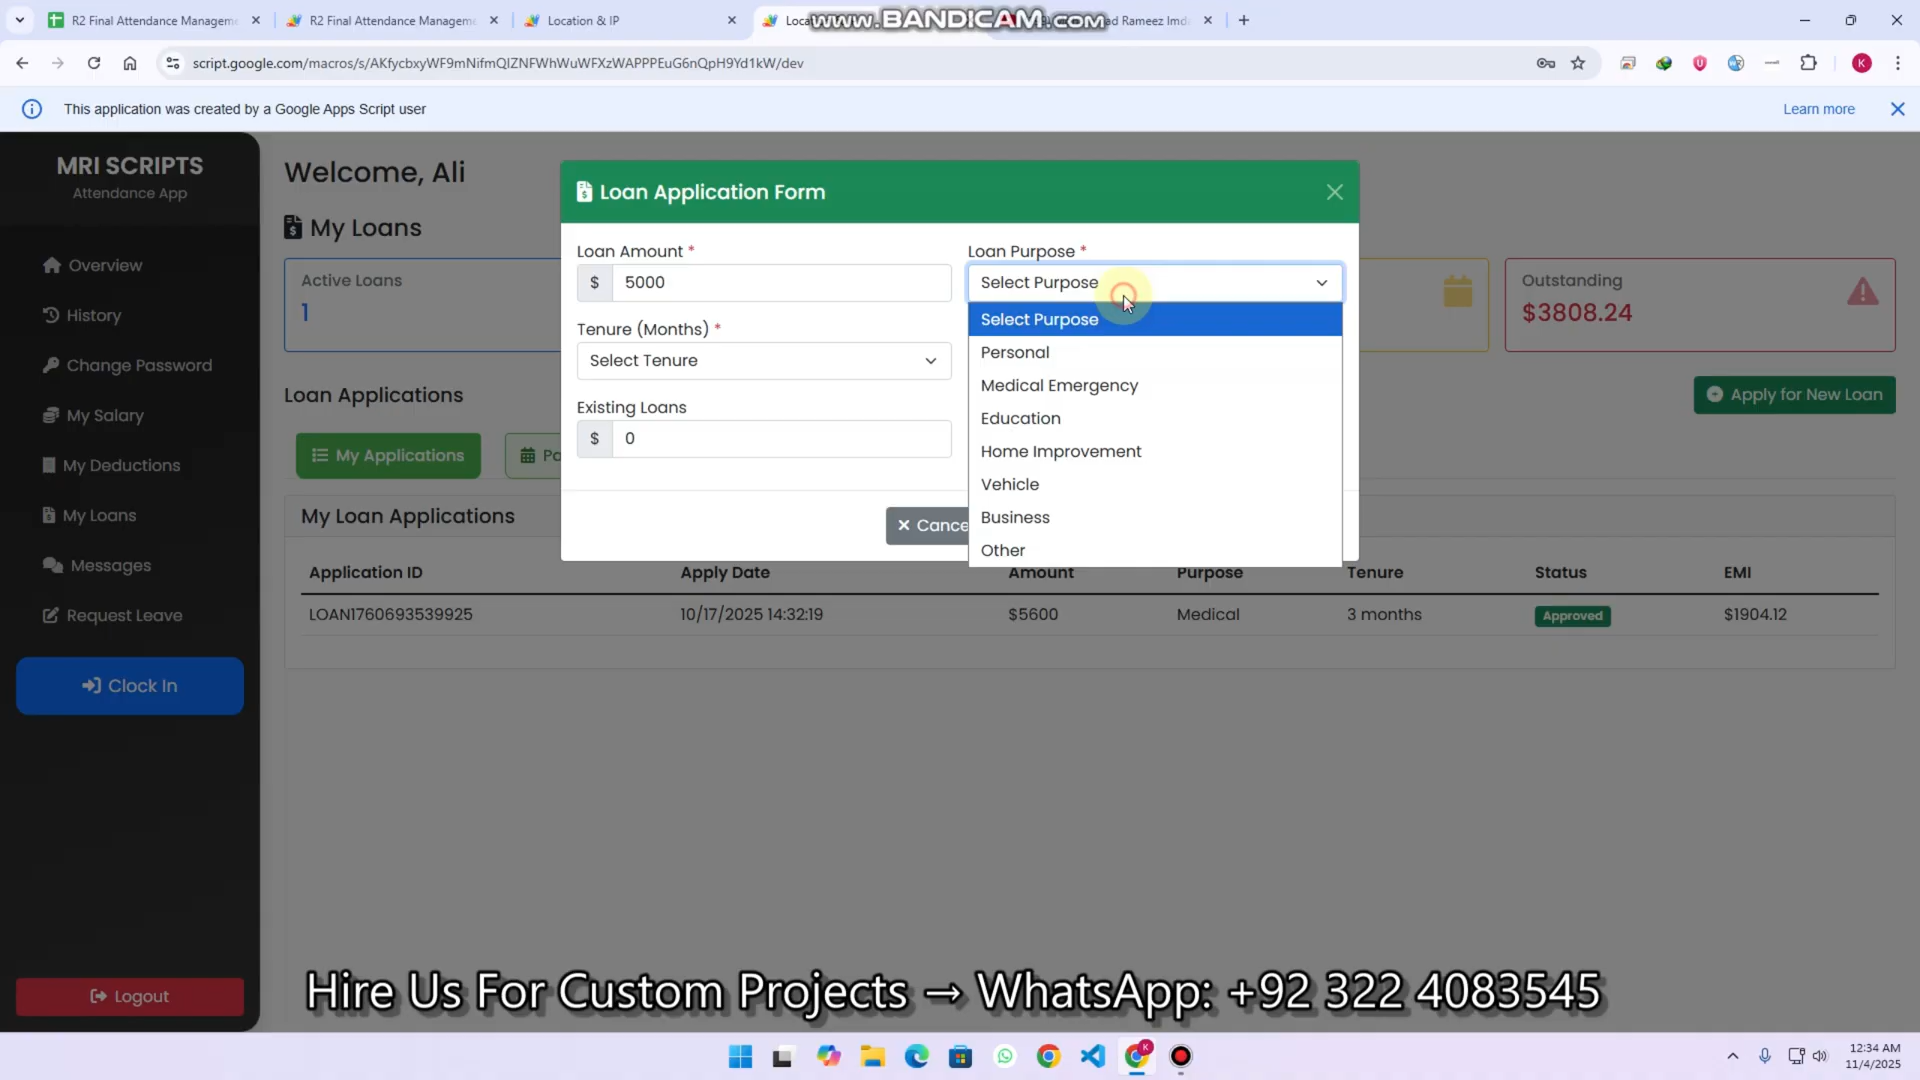 R2 Final Attendance Manageme
R2 Final Attendance Manageme
Location & IP
Loca
www.BANDICAM.com
ad Rameez Imda
script.google.com/macros/s/AKfycbxyWF9mNifmQIZNFWhWuWFXzWAPPPEuG6nQpH9Yd1kW/dev
K
This application was created by a Google Apps Script user
Learn more
MRI SCRIPTS
Attendance App
Overview
History
Change Password
My Salary
My Deductions
My Loans
Messages
Request Leave
Clock In
Logout
Welcome, Ali
My Loans
Active Loans
1
Outstanding
$3808.24
Loan Applications
Apply for New Loan
My Applications
Pa
My Loan Applications
Application ID
Apply Date
Amount
Purpose
Tenure
Status
EMI
LOAN1760693539925
10/17/2025 14:32:19
$5600
Medical
3 months
Approved
$1904.12
Loan Application Form
Loan Amount *
$ 5000
Loan Purpose *
Select Purpose
Select Purpose
Personal
Medical Emergency
Education
Home Improvement
Vehicle
Business
Other
Tenure (Months) *
Select Tenure
Existing Loans
$ 0
Cance
Hire Us For Custom Projects → WhatsApp: +92 322 4083545
12:34 AM
11/4/2025